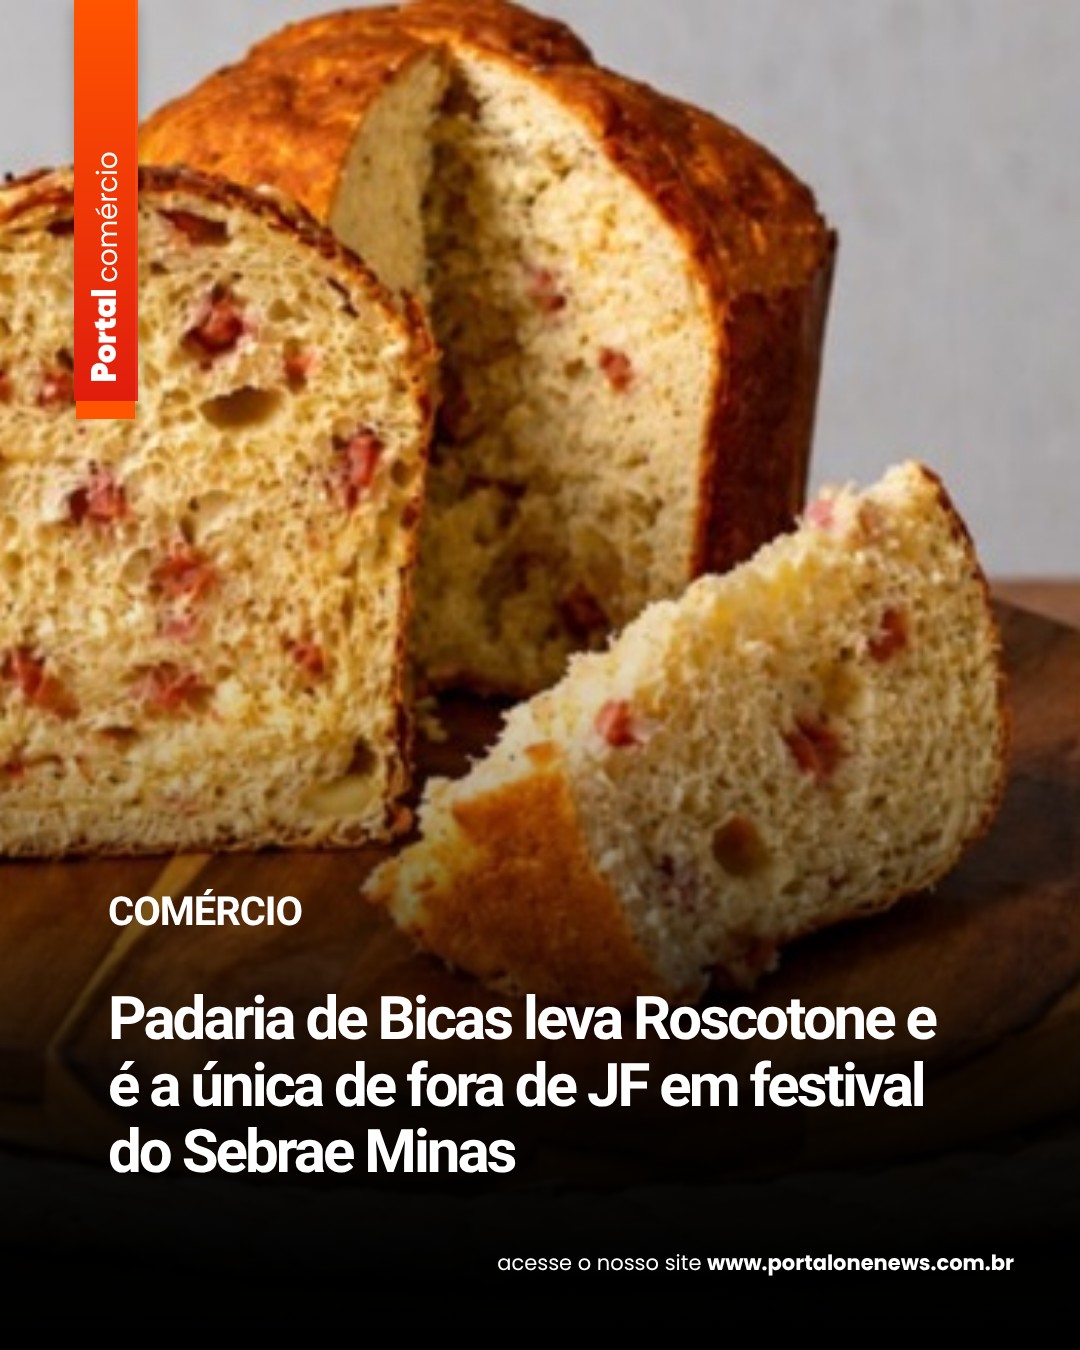 Portal comércio
COMÉRCIO
Padaria de Bicas leva Roscotone e
é a única de fora de JF em festival
do Sebrae Minas
acesse o nosso site www.portalonenews.com.br